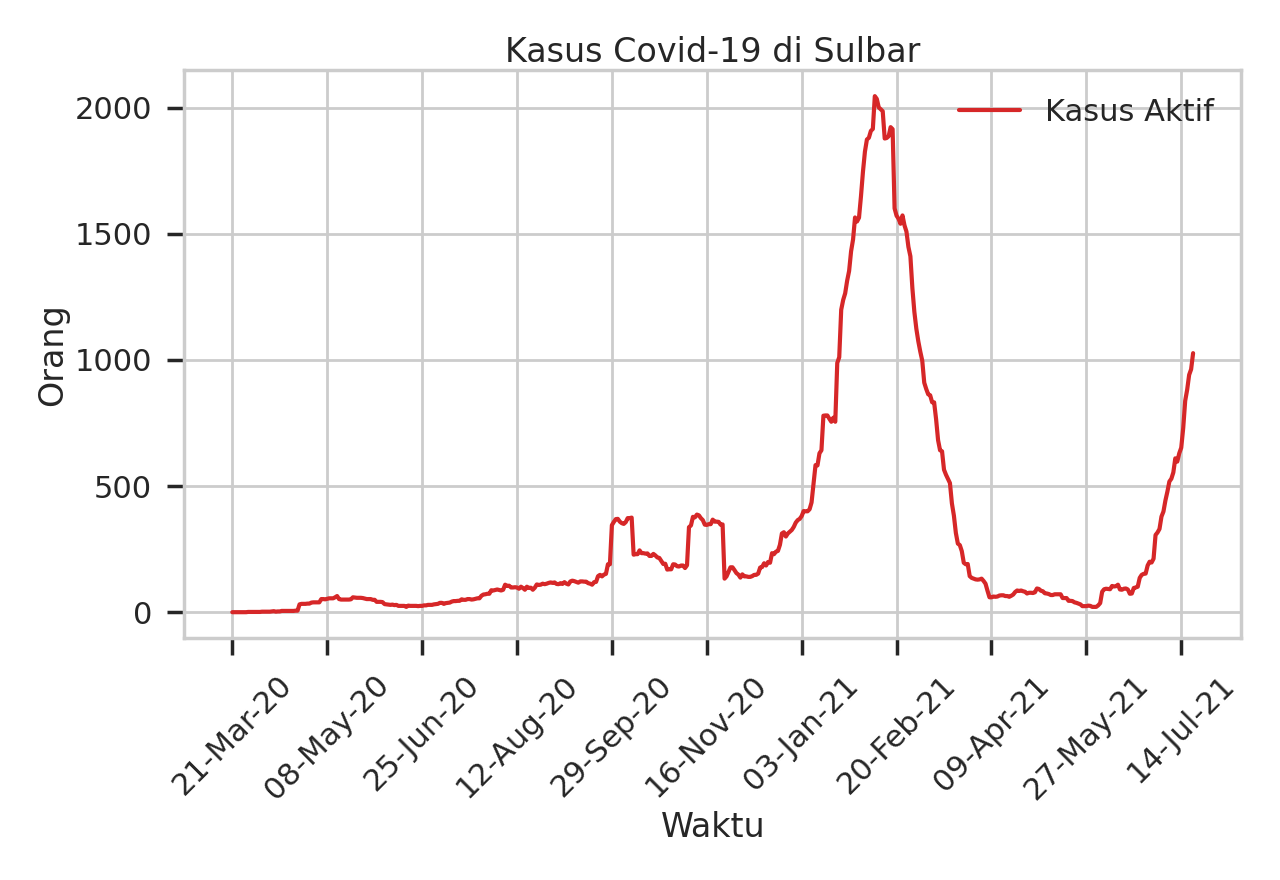 Kasus Covid-19 di Sulbar
Kasus Aktif
2000
1500
1000
500
0
Orang
21-Mar-20
08-May-20
25-Jun-20
12-Aug-20
29-Sep-20
16-Nov-20
03-Jan-21
20-Feb-21
09-Apr-21
27-May-21
14-Jul-21
Waktu